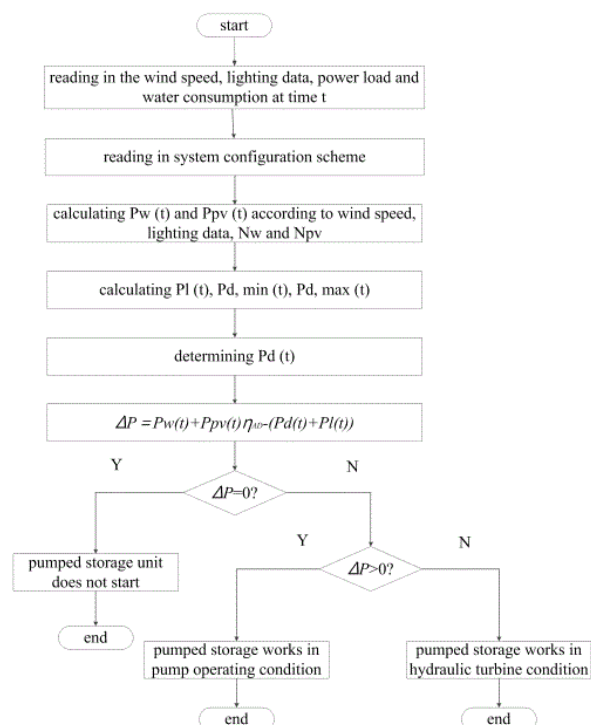 start
reading in the wind speed, lighting data, power load and
water consumption at time t
reading in system configuration scheme
calculating Pw (t) and Ppv (t) according to wind speed,
lighting data, Nw and Npv
calculating Pl (t), Pd, min (t), Pd, max (t)
determining Pd (t)
ΔP =Pw(t)+Ppv(t)η_AD-(Pd(t)+Pl(t))
Y
N
ΔP=0?
Y
N
pumped storage unit
does not start
ΔP>0?
end
pumped storage works in
pump operating condition
pumped storage works in
hydraulic turbine condition
end
end